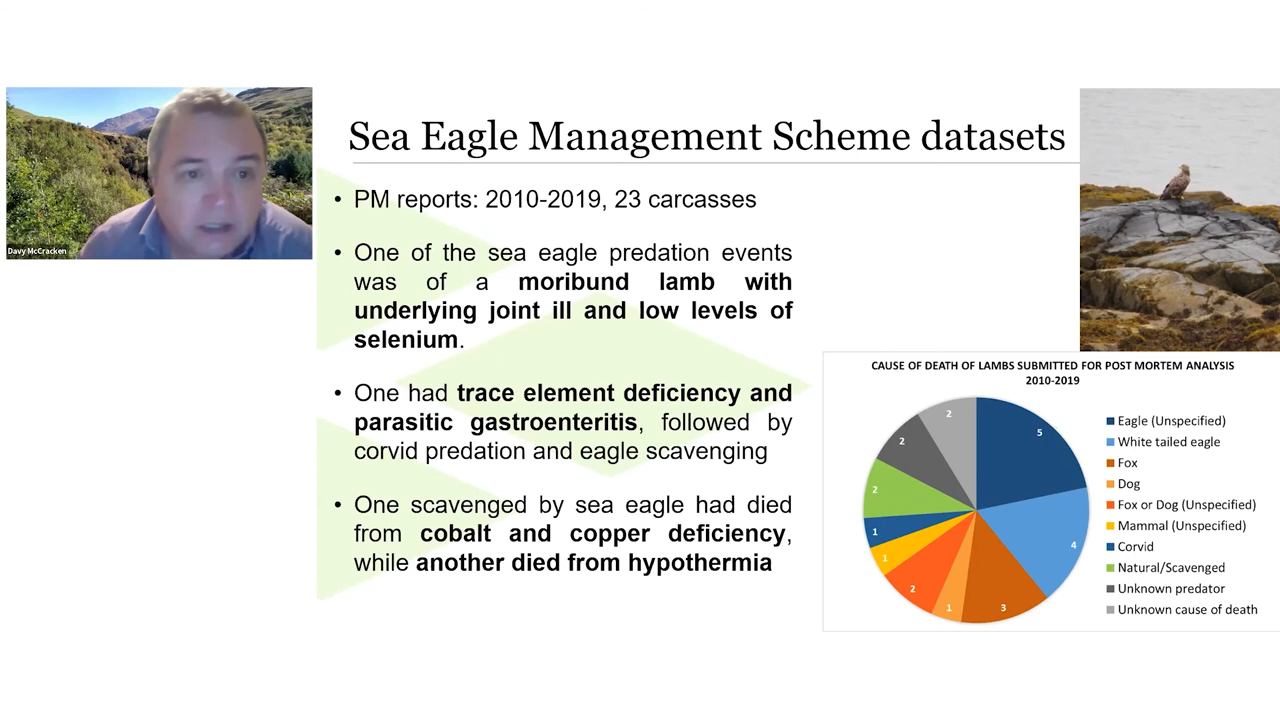 Sea Eagle Management Scheme datasets
Davy McCracken
• PM reports: 2010-2019, 23 carcasses
• One of the sea eagle predation events
was of a moribund lamb with
underlying joint ill and low levels of
selenium.
• One had trace element deficiency and
parasitic gastroenteritis, followed by
corvid predation and eagle scavenging
• One scavenged by sea eagle had died
from cobalt and copper deficiency,
while another died from hypothermia
CAUSE OF DEATH OF LAMBS SUBMITTED FOR POST MORTEM ANALYSIS
2010-2019
5
4
3
1
2
1
1
2
2
2
Eagle (Unspecified)
White tailed eagle
Fox
Dog
Fox or Dog (Unspecified)
Mammal (Unspecified)
Corvid
Natural/Scavenged
Unknown predator
Unknown cause of death